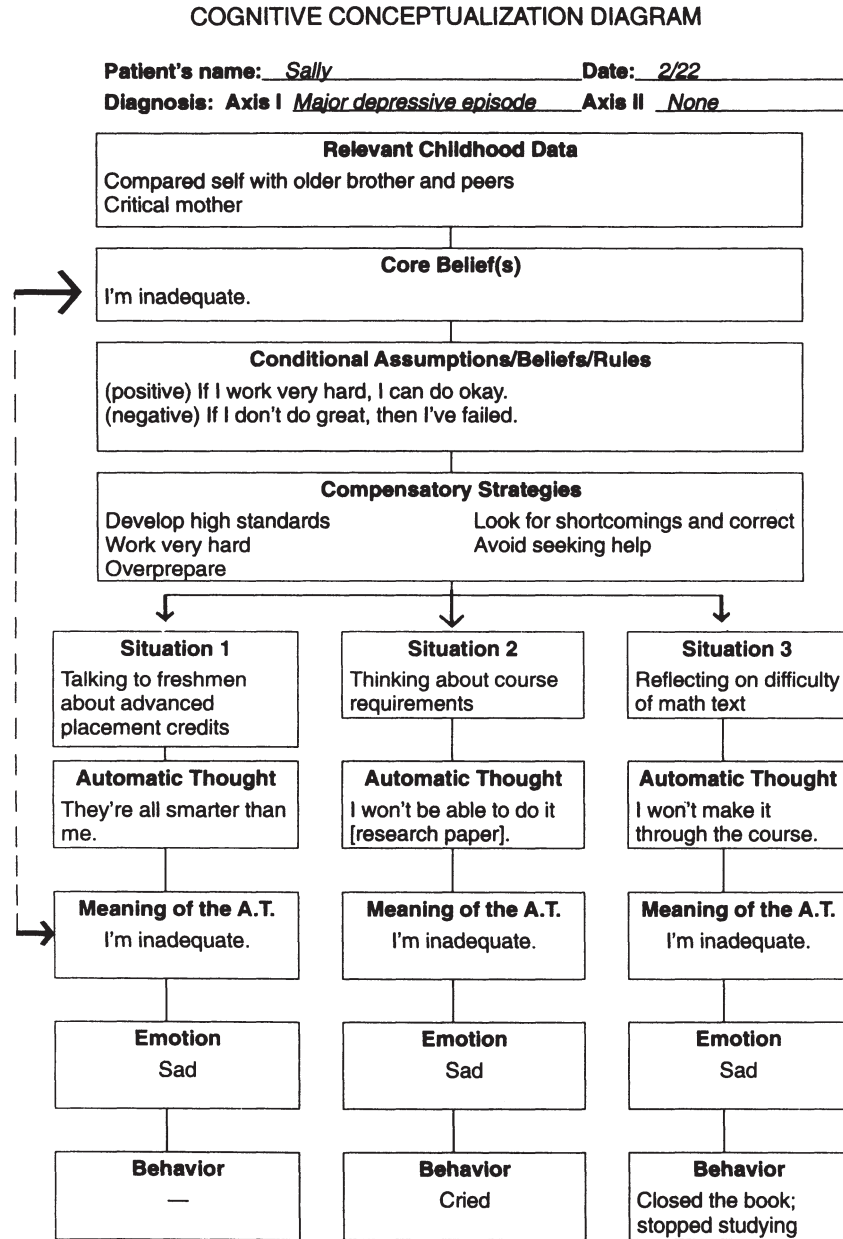 COGNITIVE CONCEPTUALIZATION DIAGRAM
Patient's name: Sally Date: 2/22
Diagnosis: Axis I Major depressive episode Axis II None
Relevant Childhood Data
Compared self with older brother and peers
Critical mother
Core Belief(s)
I'm inadequate.
Conditional Assumptions/Beliefs/Rules
(positive) If I work very hard, I can do okay.
(negative) If I don't do great, then I've failed.
Compensatory Strategies
Develop high standards
Work very hard
Overprepare
Look for shortcomings and correct
Avoid seeking help
Situation 1
Talking to freshmen
about advanced
placement credits
Automatic Thought
They're all smarter than
me.
Meaning of the A.T.
I'm inadequate.
Emotion
Sad
Behavior
—
Situation 2
Thinking about course
requirements
Automatic Thought
I won't be able to do it
[research paper].
Meaning of the A.T.
I'm inadequate.
Emotion
Sad
Behavior
Cried
Situation 3
Reflecting on difficulty
of math text
Automatic Thought
I won't make it
through the course.
Meaning of the A.T.
I'm inadequate.
Emotion
Sad
Behavior
Closed the book;
stopped studying